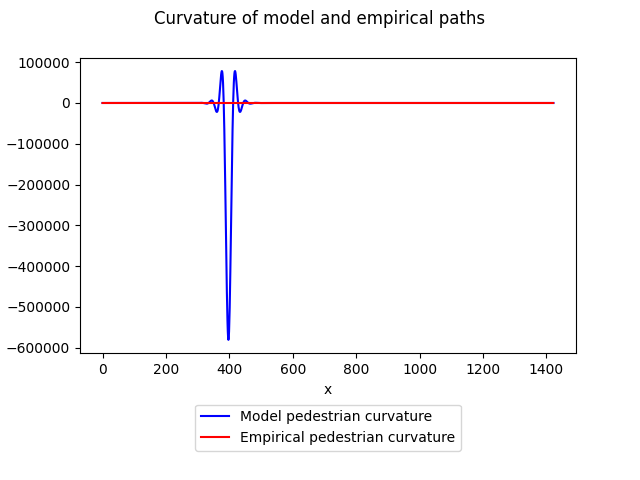 Curvature of model and empirical paths
100000
0
−100000
−200000
−300000
−400000
−500000
−600000
0 200 400 600 800 1000 1200 1400
x
Model pedestrian curvature
Empirical pedestrian curvature